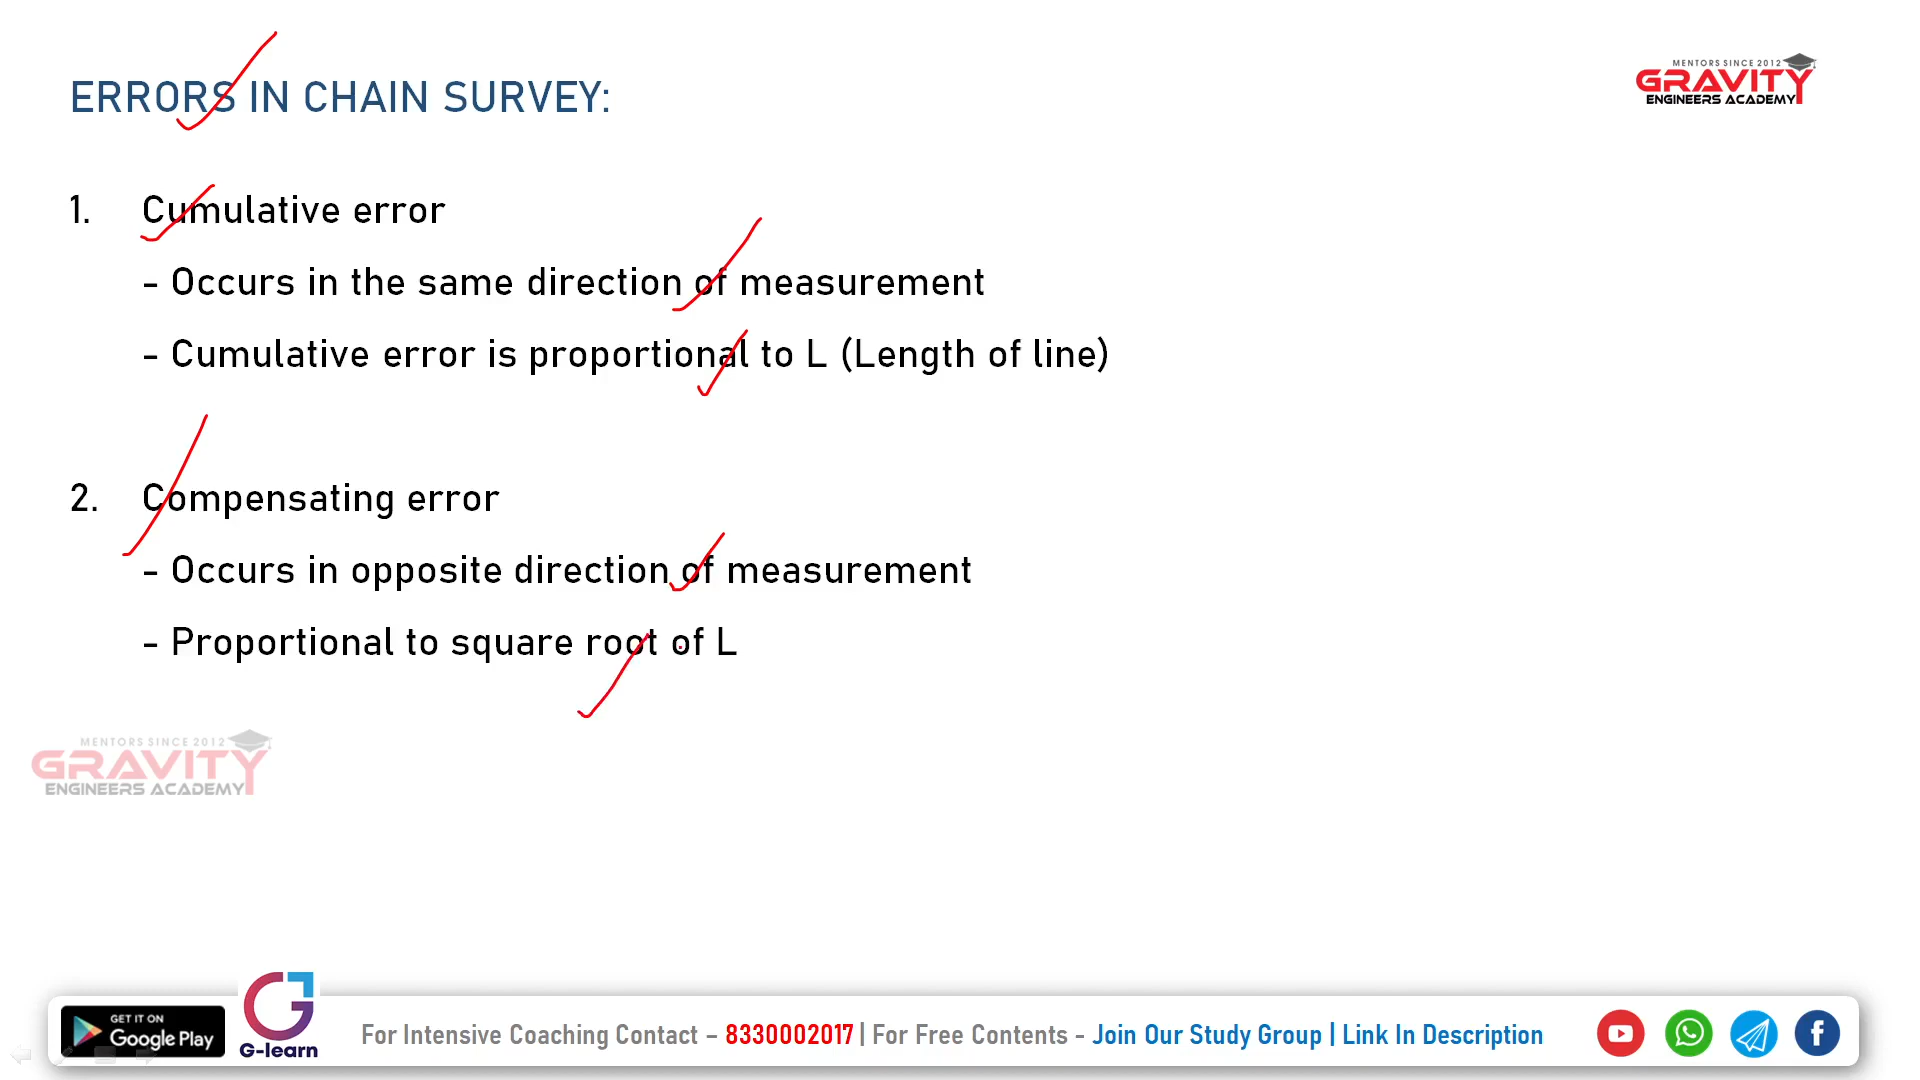 ERRORS IN CHAIN SURVEY:
MENTORS SINCE 2012
GRAVITY
ENGINEERS ACADEMY
1. Cumulative error
- Occurs in the same direction of measurement
- Cumulative error is proportional to L (Length of line)
2. Compensating error
- Occurs in opposite direction of measurement
- Proportional to square root of L
MENTORS SINCE 2012
GRAVITY
ENGINEERS ACADEMY
GET IT ON
Google Play
G-learn
For Intensive Coaching Contact – 8330002017 | For Free Contents - Join Our Study Group | Link In Description